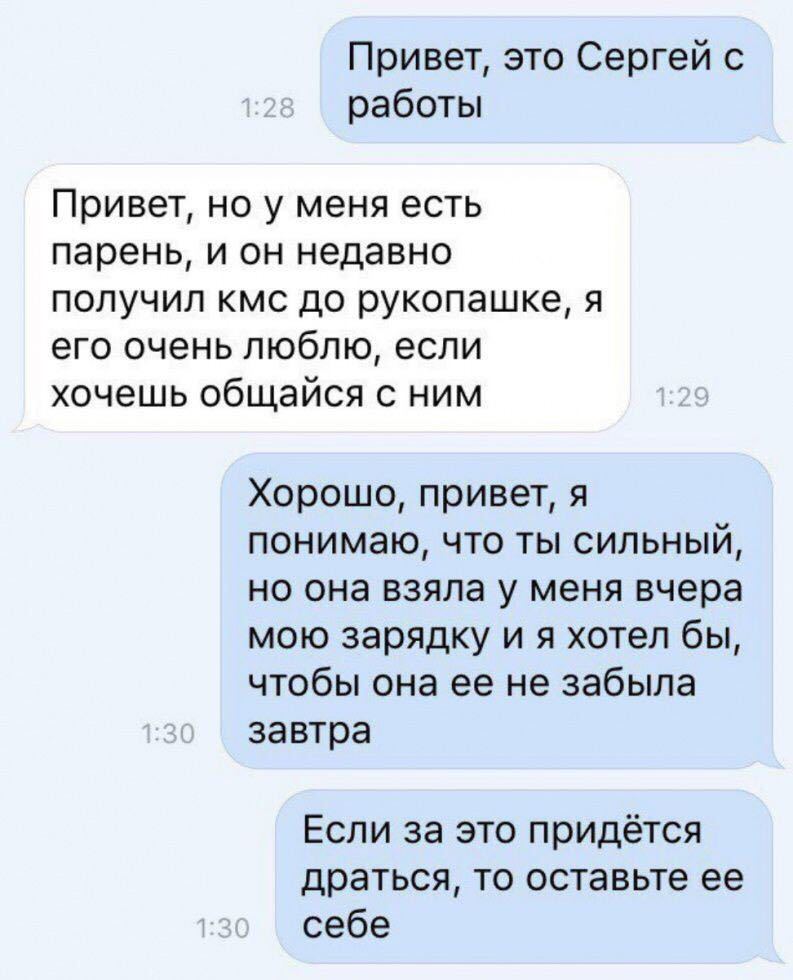 Привет, это Сергей с
работы
1:28
Привет, но у меня есть
парень, и он недавно
получил кмс до рукопашке, я
его очень люблю, если
хочешь общайся с ним
1:29
Хорошо, привет, я
понимаю, что ты сильный,
но она взяла у меня вчера
мою зарядку и я хотел бы,
чтобы она ее не забыла
завтра
1:30
Если за это придётся
драться, то оставьте ее
себе
1:30